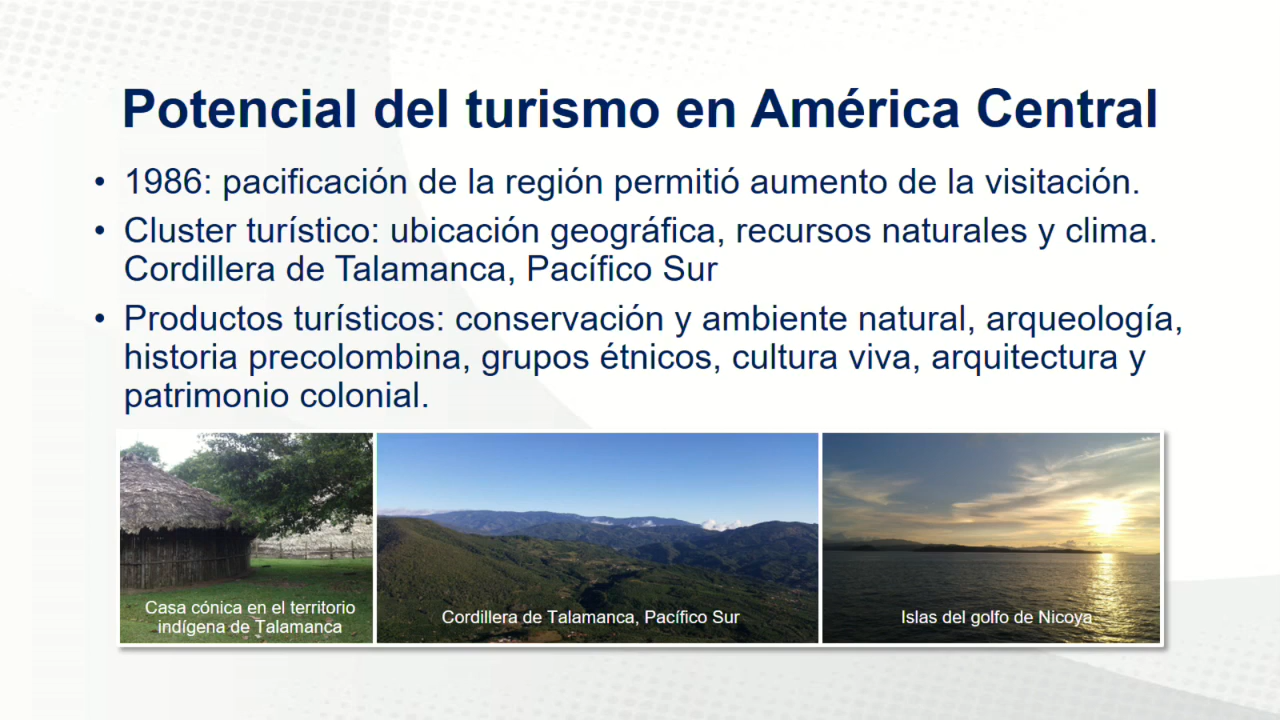 Potencial del turismo en América Central
• 1986: pacificación de la región permitió aumento de la visitación.
• Cluster turístico: ubicación geográfica, recursos naturales y clima.
Cordillera de Talamanca, Pacífico Sur
• Productos turísticos: conservación y ambiente natural, arqueología,
historia precolombina, grupos étnicos, cultura viva, arquitectura y
patrimonio colonial.
Casa cónica en el territorio
indígena de Talamanca
Cordillera de Talamanca, Pacífico Sur
Islas del golfo de Nicoya